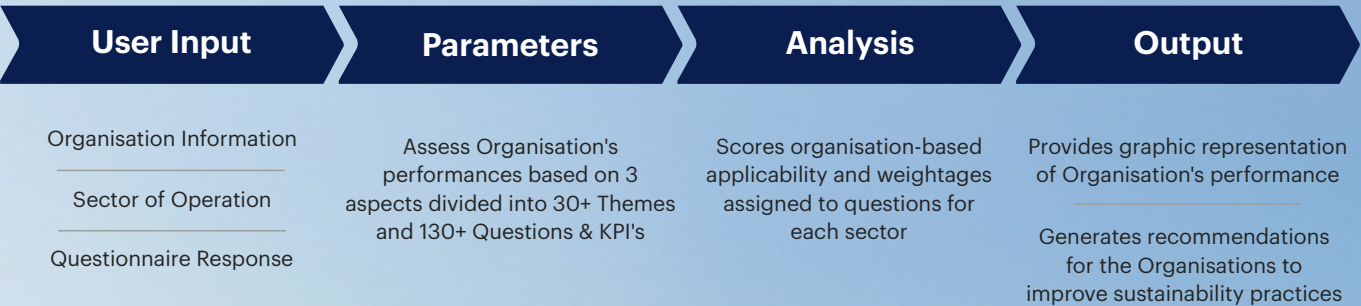 User Input
Parameters
Analysis
Output
Organisation Information
Sector of Operation
Questionnaire Response
Assess Organisation's
performances based on 3
aspects divided into 30+ Themes
and 130+ Questions & KPI's
Scores organisation-based
applicability and weightages
assigned to questions for
each sector
Provides graphic representation
of Organisation's performance
Generates recommendations
for the Organisations to
improve sustainability practices